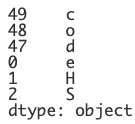 49    c
48    o
47    d
0     e
1     H
2     S
dtype: object